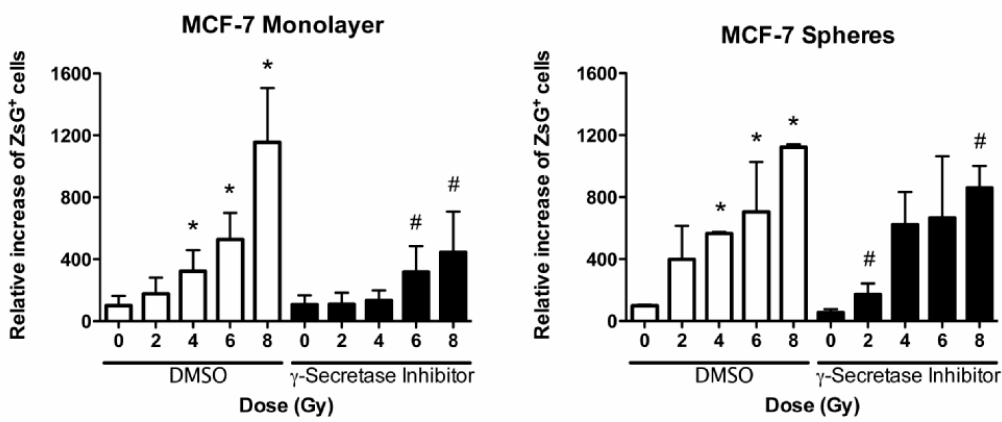 MCF-7 Monolayer
Relative increase of ZsG+ cells
1600
1200
800
400
0
* * * # # *
0 2 4 6 8 0 2 4 6 8
DMSO γ-Secretase Inhibitor
Dose (Gy)
MCF-7 Spheres
Relative increase of ZsG+ cells
1600
1200
800
400
0
* * * # #
0 2 4 6 8 0 2 4 6 8
DMSO γ-Secretase Inhibitor
Dose (Gy)